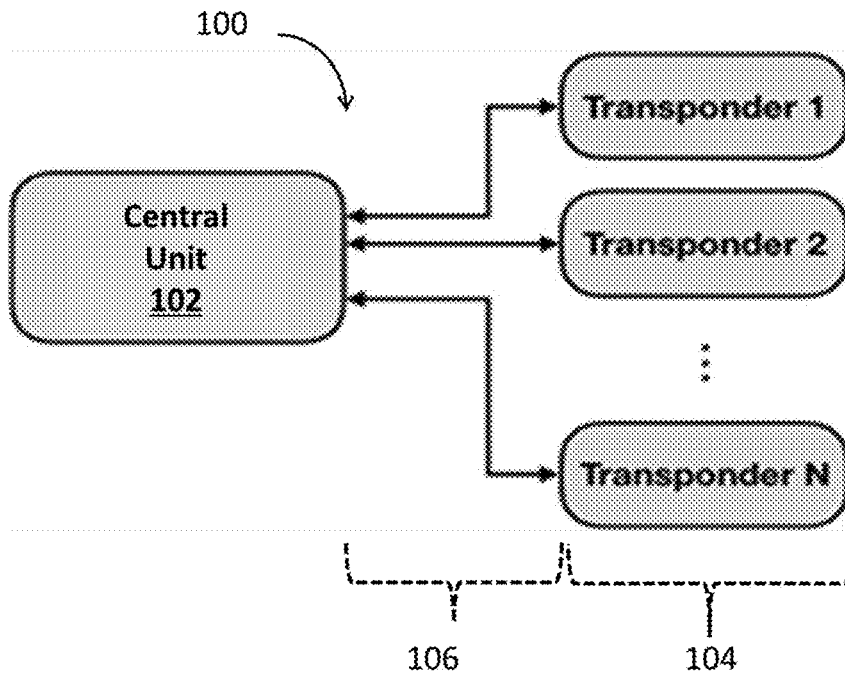 100
Transponder 1
Central
Unit
102
Transponder 2
Transponder N
106
104